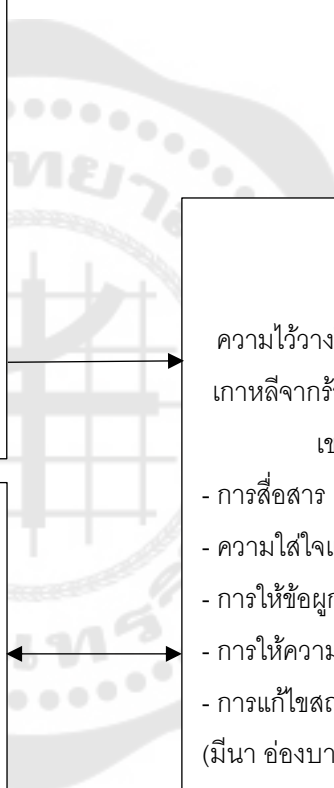 ความไว้วาง
เกาหลีจากร้
เข
- การสื่อสาร
- ความใส่ใจแ
- การให้ข้อผูก
- การให้ความ
- การแก้ไขสถ
(มีนา อ่องบา